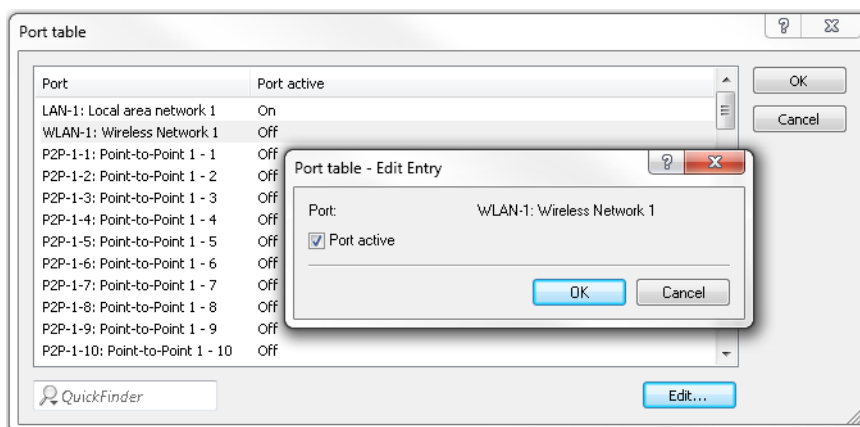 Port table
Port Port active
OK
LAN-1: Local area network 1 On
Cancel
WLAN-1: Wireless Network 1 Off
P2P-1-1: Point-to-Point 1 - 1 Off
P2P-1-2: Point-to-Point 1 - 2 Off
P2P-1-3: Point-to-Point 1 - 3 Off
P2P-1-4: Point-to-Point 1 - 4 Off
P2P-1-5: Point-to-Point 1 - 5 Off
P2P-1-6: Point-to-Point 1 - 6 Off
P2P-1-7: Point-to-Point 1 - 7 Off
P2P-1-8: Point-to-Point 1 - 8 Off
P2P-1-9: Point-to-Point 1 - 9 Off
P2P-1-10: Point-to-Point 1 - 10 Off
Port table - Edit Entry
Port: WLAN-1: Wireless Network 1
Port active
OK Cancel
QuickFinder
Edit...